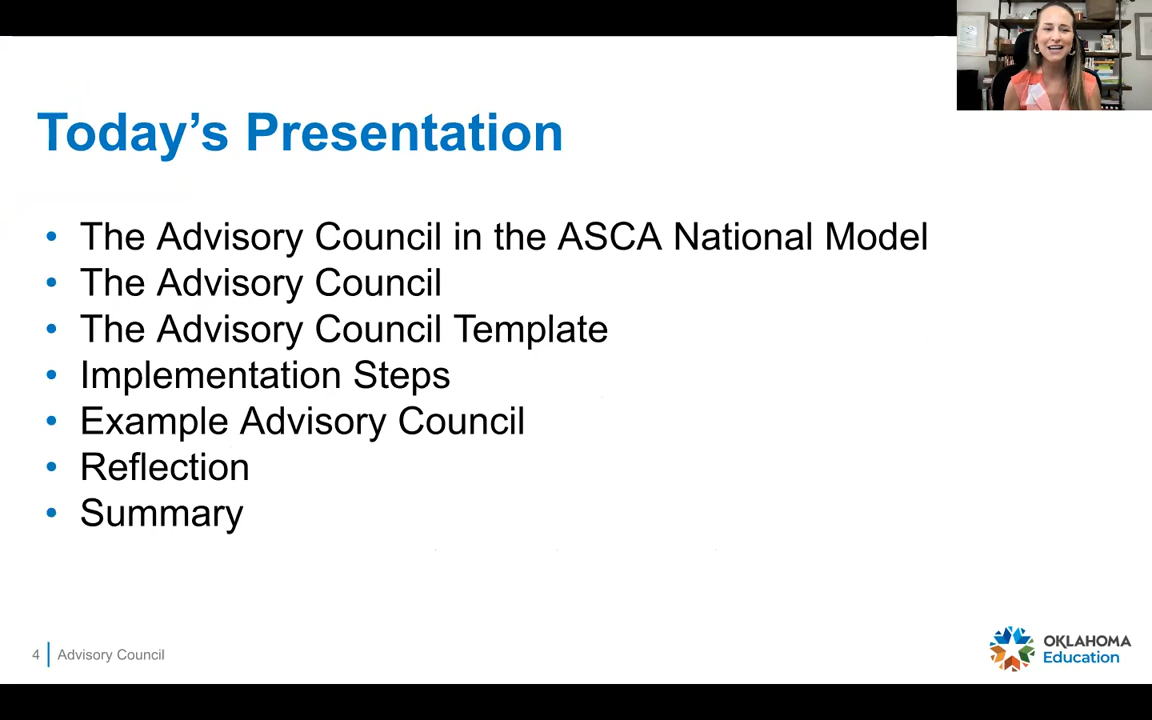 Today's Presentation
• The Advisory Council in the ASCA National Model
• The Advisory Council
• The Advisory Council Template
• Implementation Steps
• Example Advisory Council
• Reflection
• Summary
4 | Advisory Council
OKLAHOMA
Education